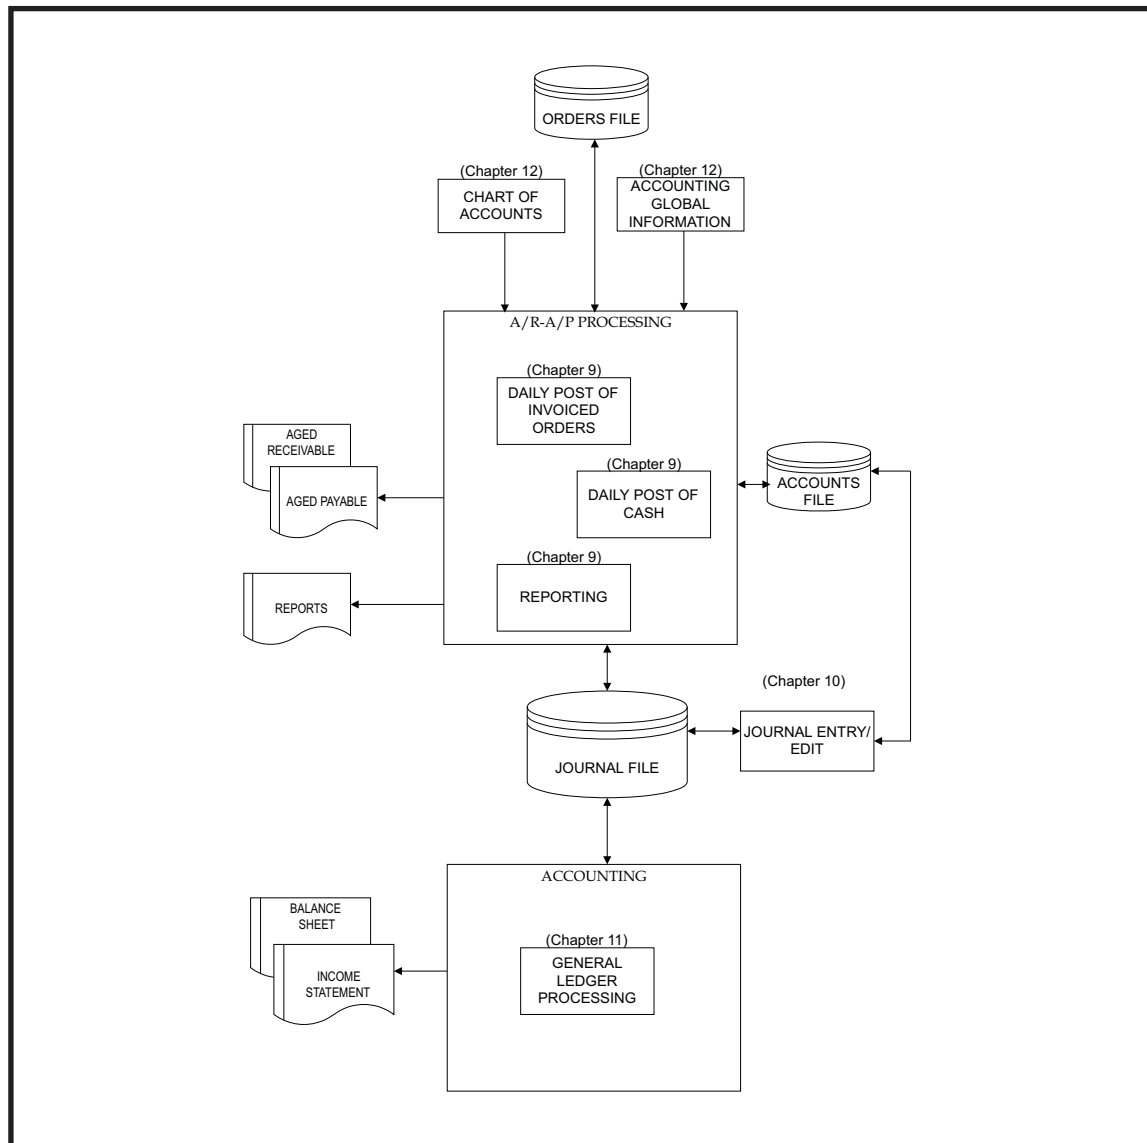 ORDERS FILE
(Chapter 12)
CHART OF
ACCOUNTS
(Chapter 12)
ACCOUNTING
GLOBAL
INFORMATION
A/R-A/P PROCESSING
(Chapter 9)
DAILY POST OF
INVOICED
ORDERS
(Chapter 9)
DAILY POST OF
CASH
(Chapter 9)
REPORTING
AGED
RECEIVABLE
AGED PAYABLE
REPORTS
ACCOUNTS
FILE
(Chapter 10)
JOURNAL ENTRY/
EDIT
JOURNAL FILE
ACCOUNTING
(Chapter 11)
GENERAL
LEDGER
PROCESSING
BALANCE
SHEET
INCOME
STATEMENT